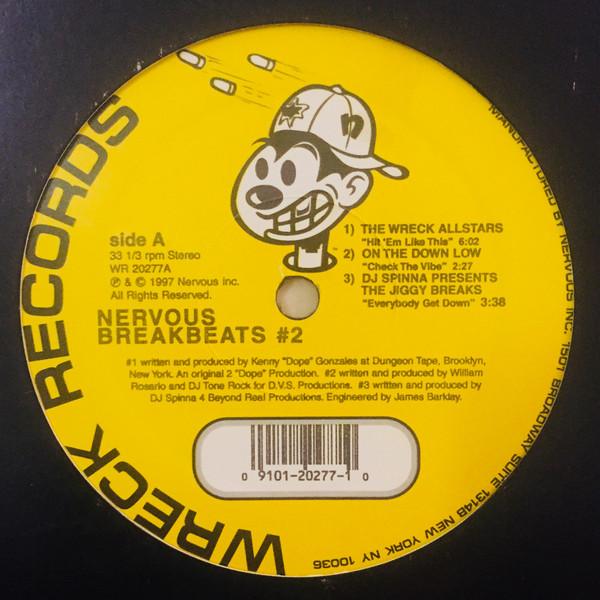 WRECK RECORDS
MANUFACTURED BY NERVOUS INC. 1501 BROADWAY SUITE 1314B NEW YORK NY 10036
side A
33 1/3 rpm Stereo
WR 20277A
℗ & © 1997 Nervous Inc.
All Rights Reserved.
NERVOUS
BREAKBEATS #2
1) THE WRECK ALLSTARS
"Hit 'Em Like This" 6:02
2) ON THE DOWN LOW
"Check The Vibe" 2:27
3) DJ SPINNA PRESENTS
THE JIGGY BREAKS
"Everybody Get Down" 3:38
#1 written and produced by Kenny "Dope" Gonzales at Dungeon Tape, Brooklyn,
New York. An original 2 "Dope" Production. #2 written and produced by William
Rosario and DJ Tone Rock for D.V.S. Productions. #3 written and produced by
DJ Spinna 4 Beyond Real Productions. Engineered by James Barklay.
0 9101-20277-1 0